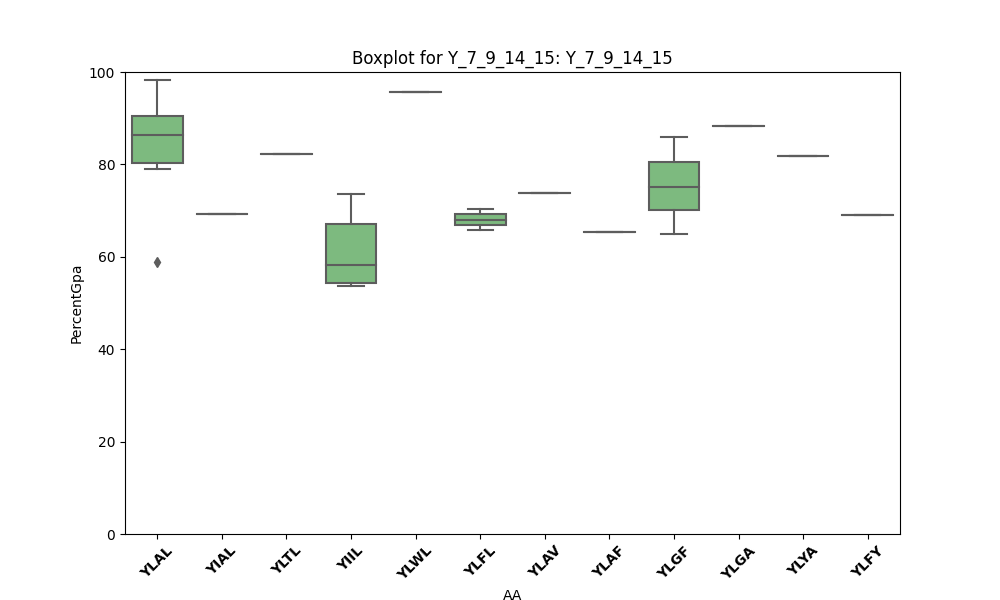 Boxplot for Y_7_9_14_15: Y_7_9_14_15
100
80
60
40
20
0
PercentGpa
YLAL
YIAL
YLTL
YIIL
YLWL
YLFL
YLAV
YLAF
YLGF
YLGA
YLYA
YLFY
AA